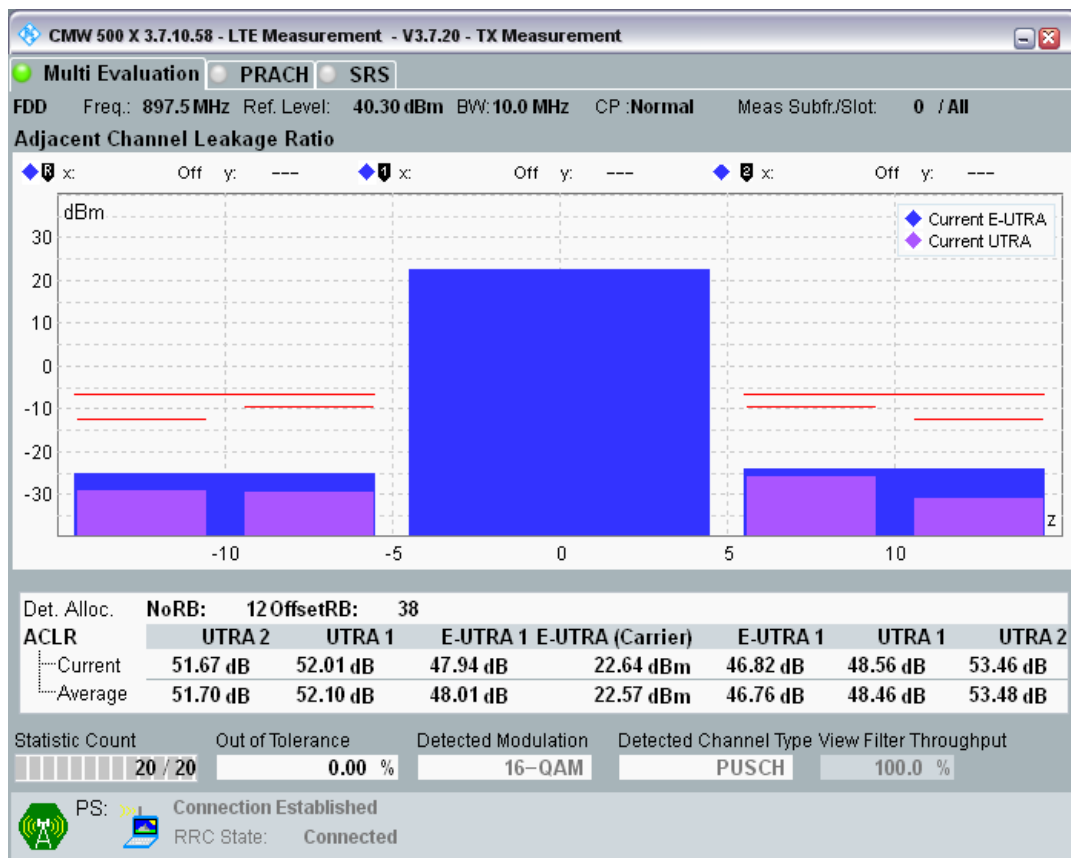 CMW 500 X 3.7.10.58 - LTE Measurement - V3.7.20 - TX Measurement
Multi Evaluation PRACH SRS
FDD Freq.: 897.5 MHz Ref. Level: 40.30 dBm BW: 10.0 MHz CP :Normal Meas Subfr./Slot: 0 / All
Adjacent Channel Leakage Ratio
R x: Off y: --- 1 x: Off y: --- 2 x: Off y: ---
dBm
Current E-UTRA
Current UTRA
30
20
10
0
-10
-20
-30
z
-10 -5 0 5 10
Det. Alloc. NoRB: 12 OffsetRB: 38
ACLR UTRA 2 UTRA 1 E-UTRA 1 E-UTRA (Carrier) E-UTRA 1 UTRA 1 UTRA 2
Current 51.67 dB 52.01 dB 47.94 dB 22.64 dBm 46.82 dB 48.56 dB 53.46 dB
Average 51.70 dB 52.10 dB 48.01 dB 22.57 dBm 46.76 dB 48.46 dB 53.48 dB
Statistic Count Out of Tolerance Detected Modulation Detected Channel Type View Filter Throughput
20 / 20 0.00 % 16-QAM PUSCH 100.0 %
PS: Connection Established
RRC State: Connected